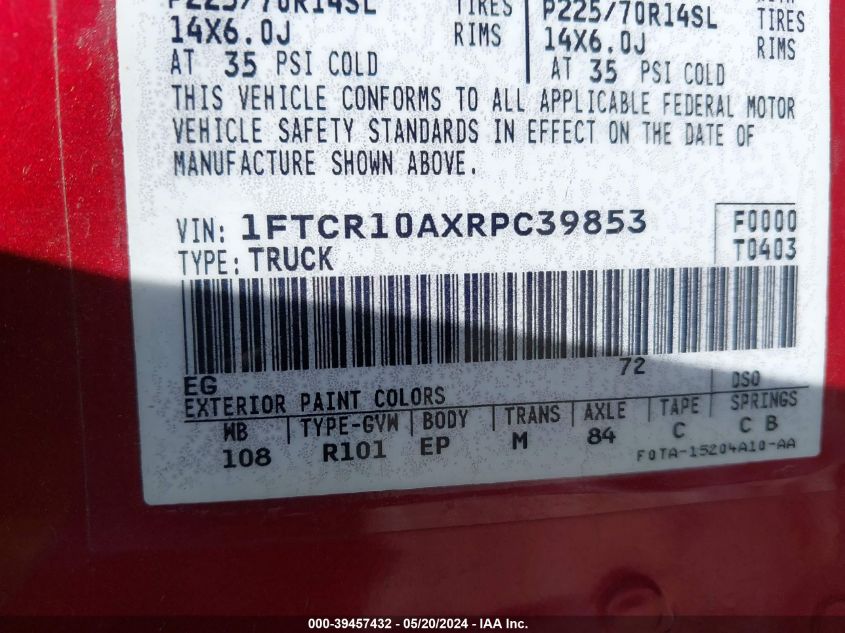 P225/70R14SL TIRES P225/70R14SL TIRES
14X6.0J RIMS 14X6.0J RIMS
AT 35 PSI COLD AT 35 PSI COLD
THIS VEHICLE CONFORMS TO ALL APPLICABLE FEDERAL MOTOR
VEHICLE SAFETY STANDARDS IN EFFECT ON THE DATE OF
MANUFACTURE SHOWN ABOVE.
VIN: 1FTCR10AXRPC39853 F0000
TYPE: TRUCK T0403
EG 72
EXTERIOR PAINT COLORS DSO
WB TYPE-GVW BODY TRANS AXLE TAPE SPRINGS
108 R101 EP M 84 C C B
F0TA-15204A10-AA
000-39457432 - 05/20/2024 - IAA Inc.